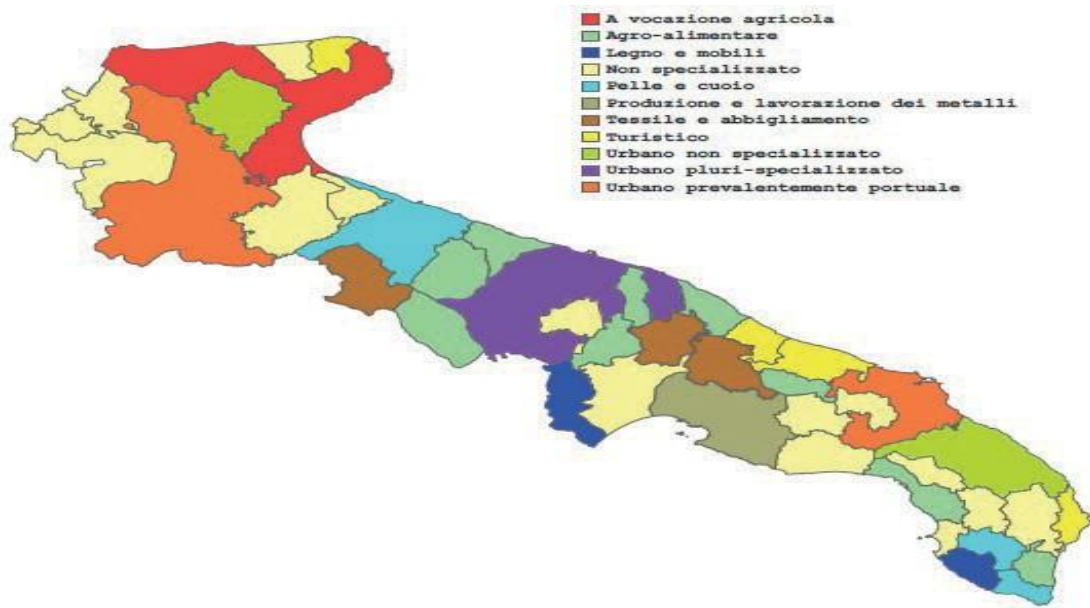 A vocazione agricola
Agro-alimentare
Legno e mobili
Non specializzato
Pelle e cuoio
Produzione e lavorazione dei metalli
Tessile e abbigliamento
Turistico
Urbano non specializzato
Urbano pluri-specializzato
Urbano prevalentemente portuale